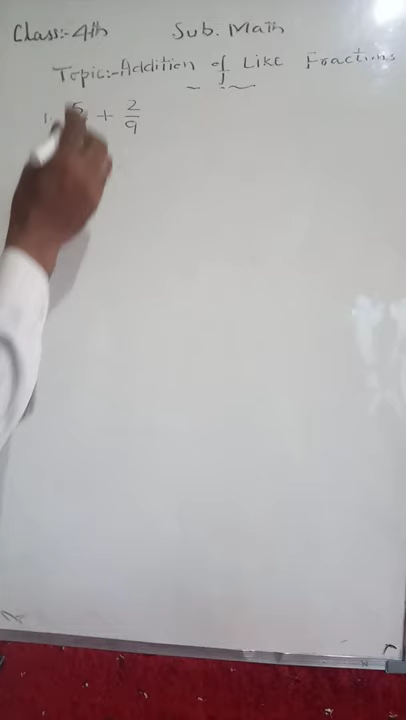 Class:- 4th Sub. Math
Topic:- Addition of Like Fractions
1. 5 + 2/9